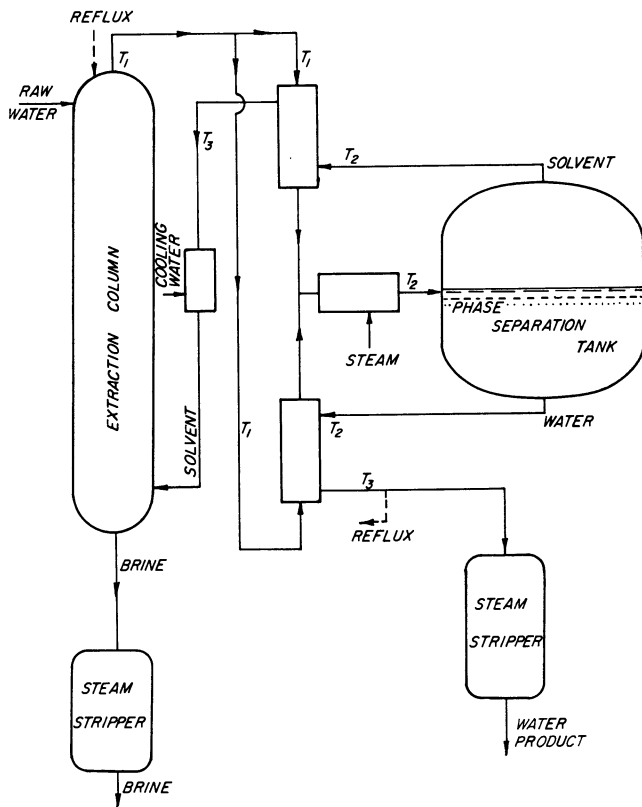 REFLUX
T1
T1
RAW
WATER
T3
T2
SOLVENT
EXTRACTION COLUMN
COOLING
WATER
T2
PHASE
SEPARATION
TANK
STEAM
SOLVENT
T1
T2
WATER
T3
REFLUX
BRINE
STEAM
STRIPPER
STEAM
STRIPPER
WATER
PRODUCT
BRINE